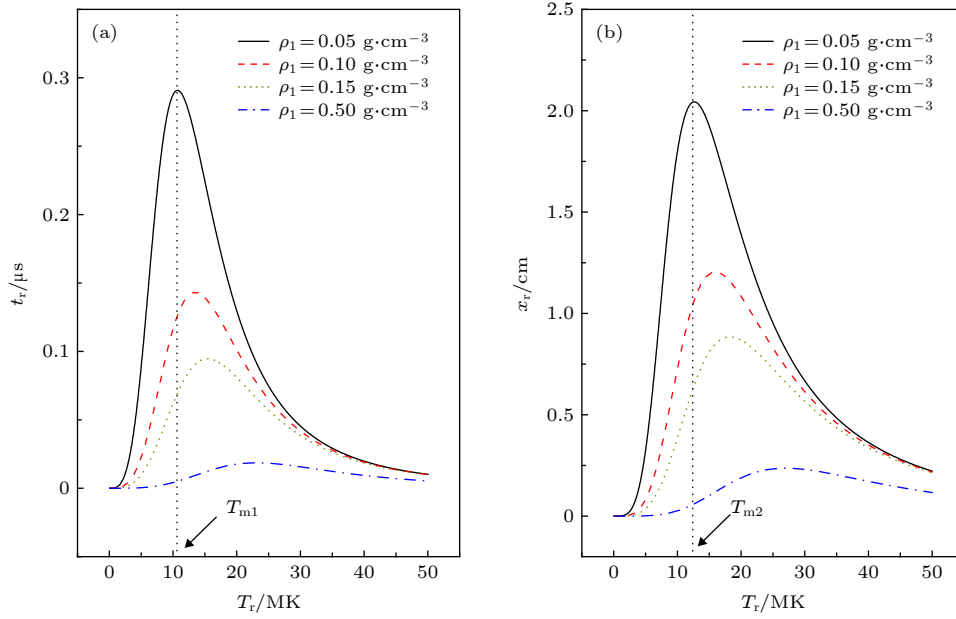 (a)
ρ₁=0.05 g·cm⁻³
ρ₁=0.10 g·cm⁻³
ρ₁=0.15 g·cm⁻³
ρ₁=0.50 g·cm⁻³
0.3
0.2
0.1
0
tᵣ/μs
Tₘ₁
0 10 20 30 40 50
Tᵣ/MK
(b)
ρ₁=0.05 g·cm⁻³
ρ₁=0.10 g·cm⁻³
ρ₁=0.15 g·cm⁻³
ρ₁=0.50 g·cm⁻³
2.5
2.0
1.5
1.0
0.5
0
xᵣ/cm
Tₘ₂
0 10 20 30 40 50
Tᵣ/MK